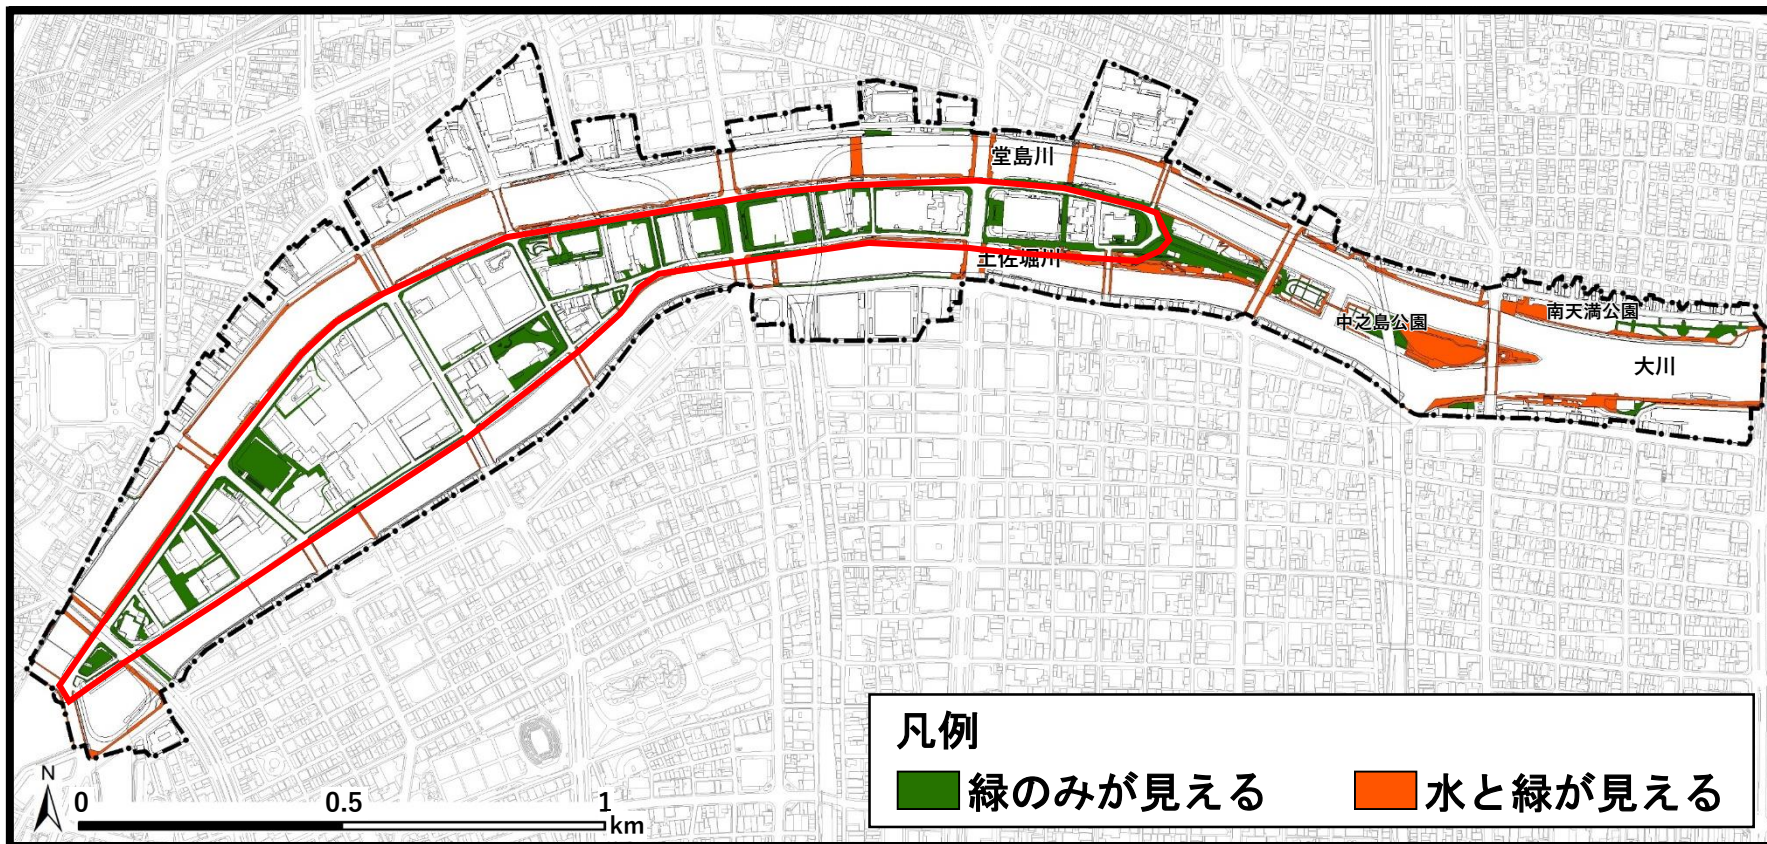 堂島川
土佐堀川
中之島公園
南天満公園
大川
凡例
緑のみが見える
水と緑が見える
N
0 0.5 1
km